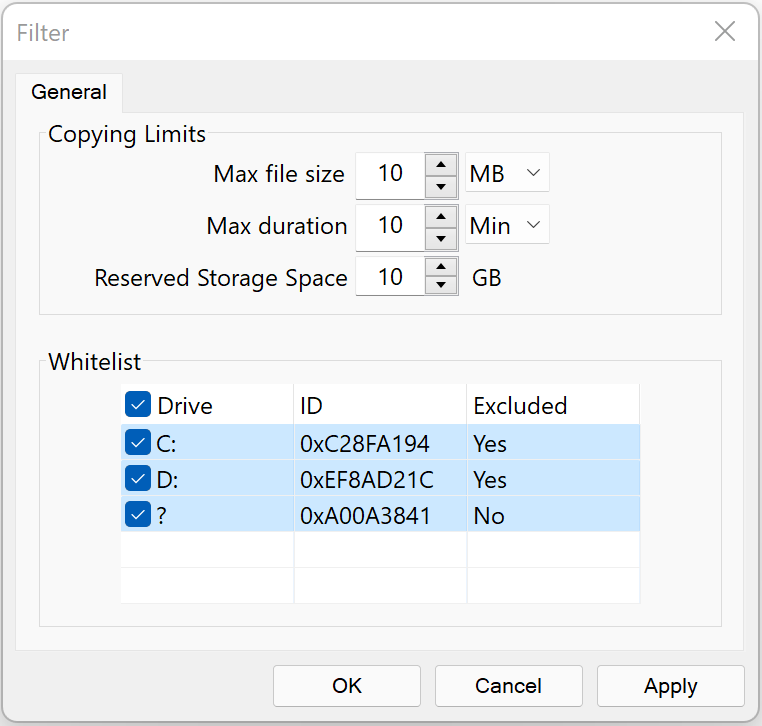 Filter
General
Copying Limits
Max file size 10 MB
Max duration 10 Min
Reserved Storage Space 10 GB
Whitelist
Drive ID Excluded
C: 0xC28FA194 Yes
D: 0xEF8AD21C Yes
? 0xA00A3841 No
OK Cancel Apply